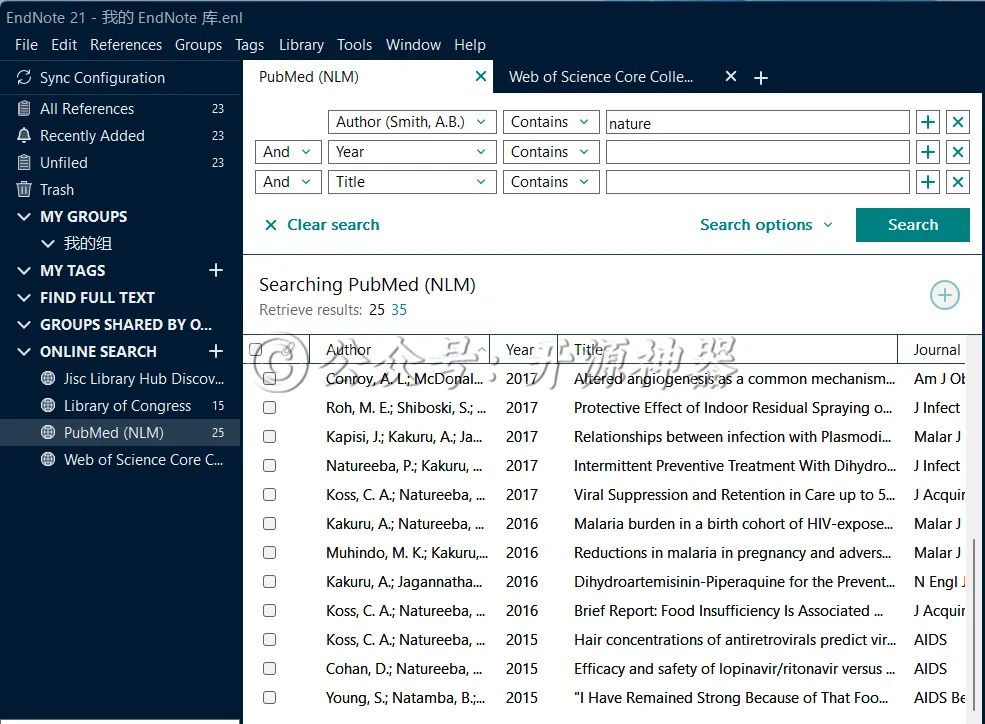 EndNote 21 - 我的 EndNote 库.enl
File Edit References Groups Tags Library Tools Window Help
Sync Configuration
All References 23
Recently Added 23
Unfiled 23
Trash
MY GROUPS
我的组
MY TAGS
FIND FULL TEXT
GROUPS SHARED BY O...
ONLINE SEARCH
Jisc Library Hub Discov...
Library of Congress 15
PubMed (NLM) 25
Web of Science Core C...
PubMed (NLM) Web of Science Core Colle...
Author (Smith, A.B.) Contains nature
And Year Contains
And Title Contains
Clear search Search options Search
Searching PubMed (NLM)
Retrieve results: 25 35
Author Year Title Journal
公众号：开源神器
Conroy, A. L.; McDonal... 2017 Altered angiogenesis as a common mechanism... Am J Ob
Roh, M. E.; Shiboski, S.; ... 2017 Protective Effect of Indoor Residual Spraying o... J Infect
Kapisi, J.; Kakuru, A.; Ja... 2017 Relationships between infection with Plasmodi... Malar J
Natureeba, P.; Kakuru, ... 2017 Intermittent Preventive Treatment With Dihydro... J Infect
Koss, C. A.; Natureeba, ... 2017 Viral Suppression and Retention in Care up to 5... J Acquir
Kakuru, A.; Natureeba, ... 2016 Malaria burden in a birth cohort of HIV-expose... Malar J
Muhindo, M. K.; Kakuru,... 2016 Reductions in malaria in pregnancy and advers... Malar J
Kakuru, A.; Jagannatha... 2016 Dihydroartemisinin-Piperaquine for the Prevent... N Engl J
Koss, C. A.; Natureeba, ... 2016 Brief Report: Food Insufficiency Is Associated ... J Acquir
Koss, C. A.; Natureeba, ... 2015 Hair concentrations of antiretrovirals predict vir... AIDS
Cohan, D.; Natureeba, ... 2015 Efficacy and safety of lopinavir/ritonavir versus ... AIDS
Young, S.; Natamba, B.;... 2015 "I Have Remained Strong Because of That Foo... AIDS Be